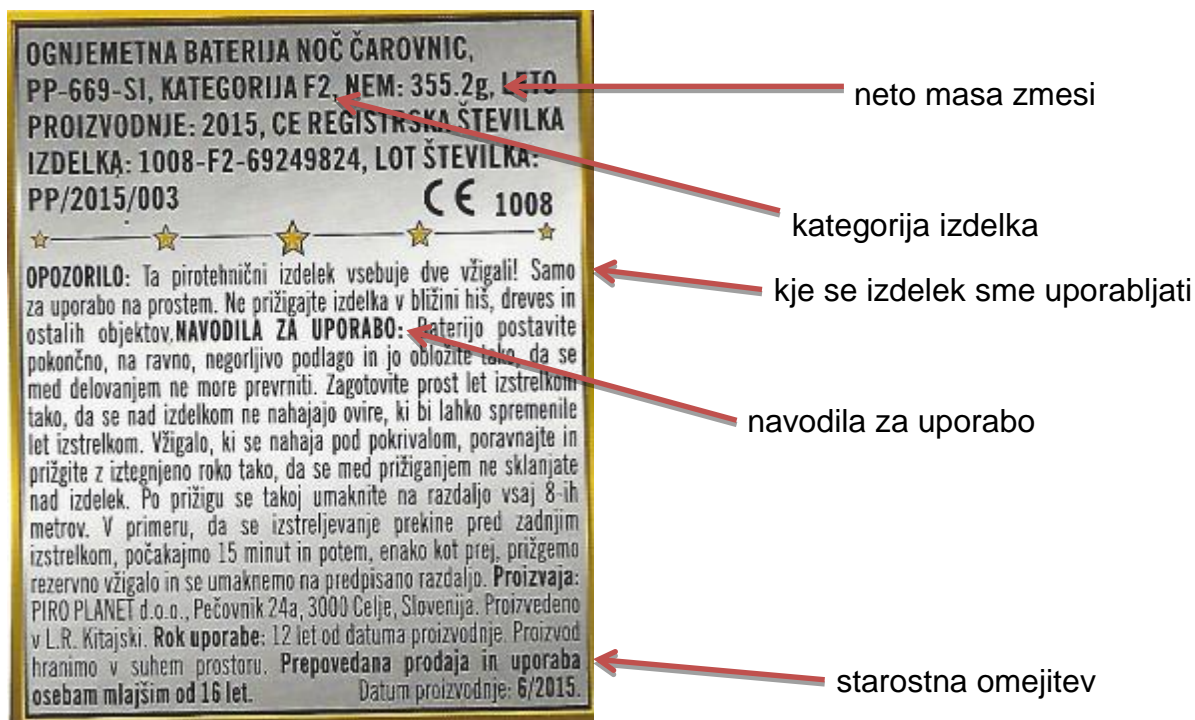 OGNJEMETNA BATERIJA NOČ ČAROVNIC,
PP-669-SI, KATEGORIJA F2, NEM: 355.2g, LETO
PROIZVODNJE: 2015, CE REGISTRSKA ŠTEVILKA
IZDELKA: 1008-F2-69249824, LOT ŠTEVILKA:
PP/2015/003
CE 1008
OPOZORILO: Ta pirotehnični izdelek vsebuje dve vžigali! Samo
za uporabo na prostem. Ne prižigajte izdelka v bližini hiš, dreves in
ostalih objektov.NAVODILA ZA UPORABO: Baterijo postavite
pokončno, na ravno, negorljivo podlago in jo obložite tako, da se
med delovanjem ne more prevrniti. Zagotovite prost let izstrelkom
tako, da se nad izdelkom ne nahajajo ovire, ki bi lahko spremenile
let izstrelkom. Vžigalo, ki se nahaja pod pokrivalom, poravnajte in
prižgite z iztegnjeno roko tako, da se med prižiganjem ne sklanjate
nad izdelek. Po prižigu se takoj umaknite na razdaljo vsaj 8-ih
metrov. V primeru, da se izstreljevanje prekine pred zadnjim
izstrelkom, počakajmo 15 minut in potem, enako kot prej, prižgemo
rezervno vžigalo in se umaknemo na predpisano razdaljo. Proizvaja:
PIRO PLANET d.o.o., Pečovnik 24a, 3000 Celje, Slovenija. Proizvedeno
v L.R. Kitajski. Rok uporabe: 12 let od datuma proizvodnje. Proizvod
hranimo v suhem prostoru. Prepovedana prodaja in uporaba
osebam mlajšim od 16 let. Datum proizvodnje: 6/2015.
neto masa zmesi
kategorija izdelka
kje se izdelek sme uporabljati
navodila za uporabo
starostna omejitev